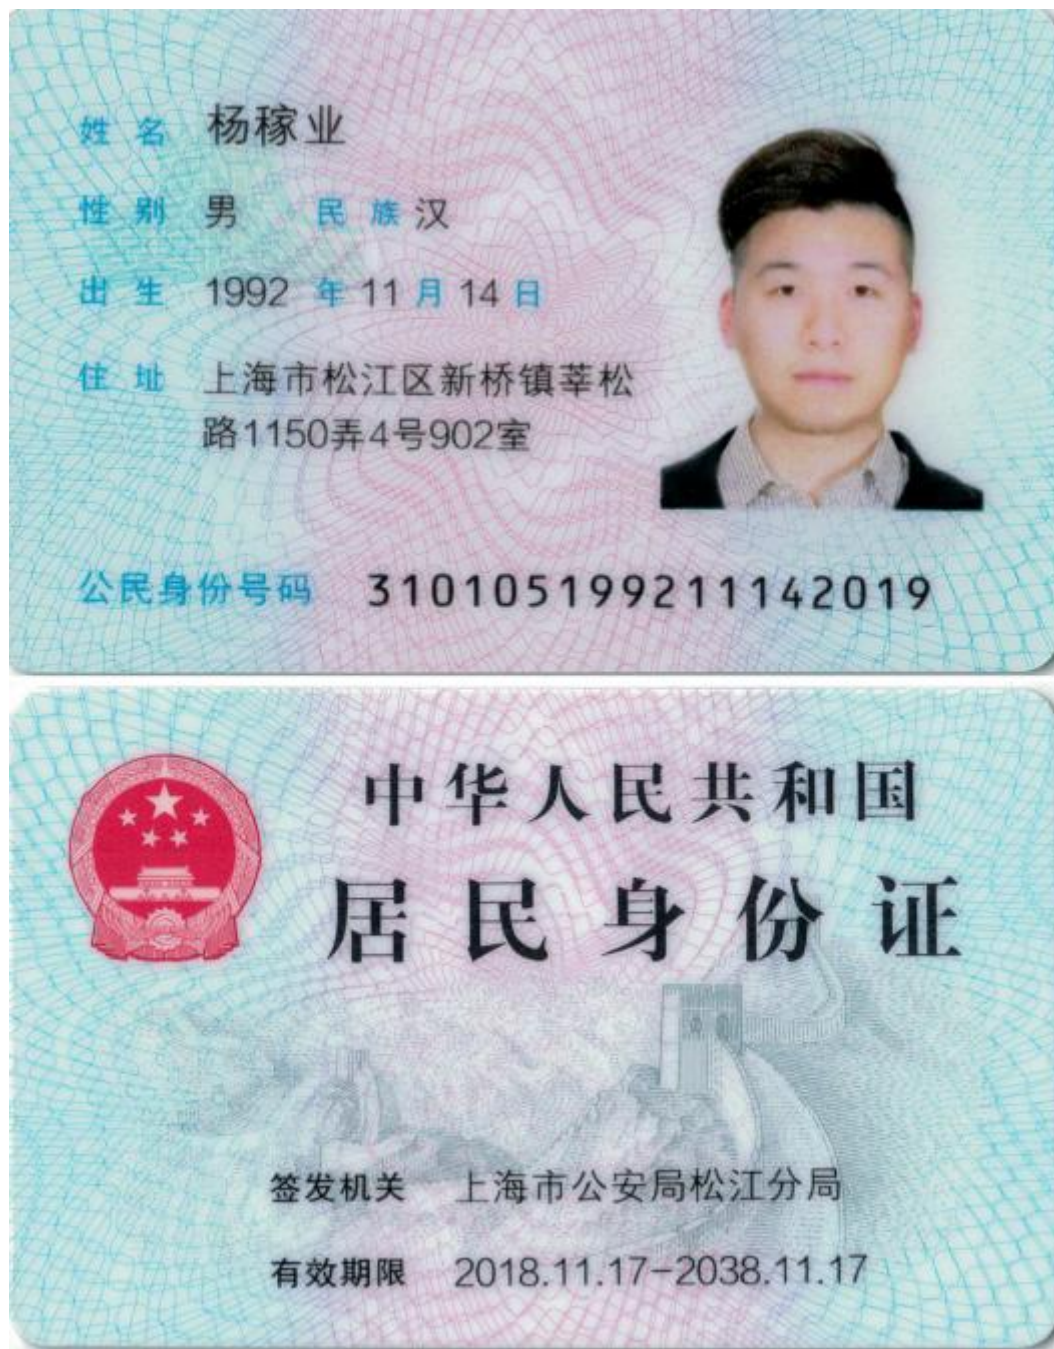 姓名 杨稼业
性别 男 民族 汉
出生 1992 年 11 月 14 日
住址 上海市松江区新桥镇莘松
路1150弄4号902室
公民身份号码 310105199211142019
中华人民共和国
居民身份证
签发机关 上海市公安局松江分局
有效期限 2018.11.17-2038.11.17